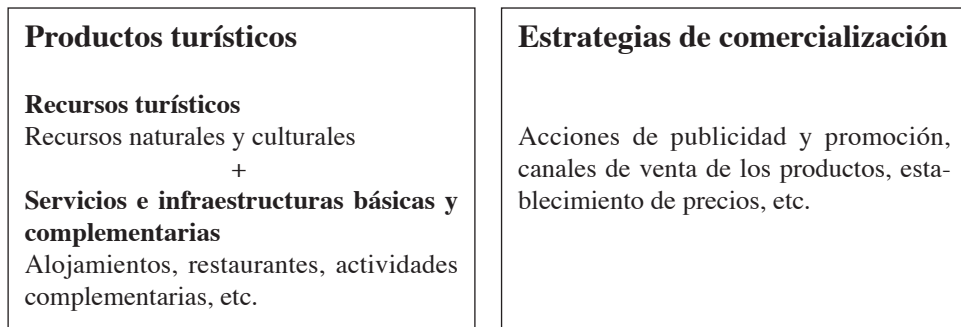 Productos turísticos
Recursos turísticos
Recursos naturales y culturales
+
Servicios e infraestructuras básicas y
complementarias
Alojamientos, restaurantes, actividades
complementarias, etc.
Estrategias de comercialización
Acciones de publicidad y promoción,
canales de venta de los productos, esta-
blecimiento de precios, etc.